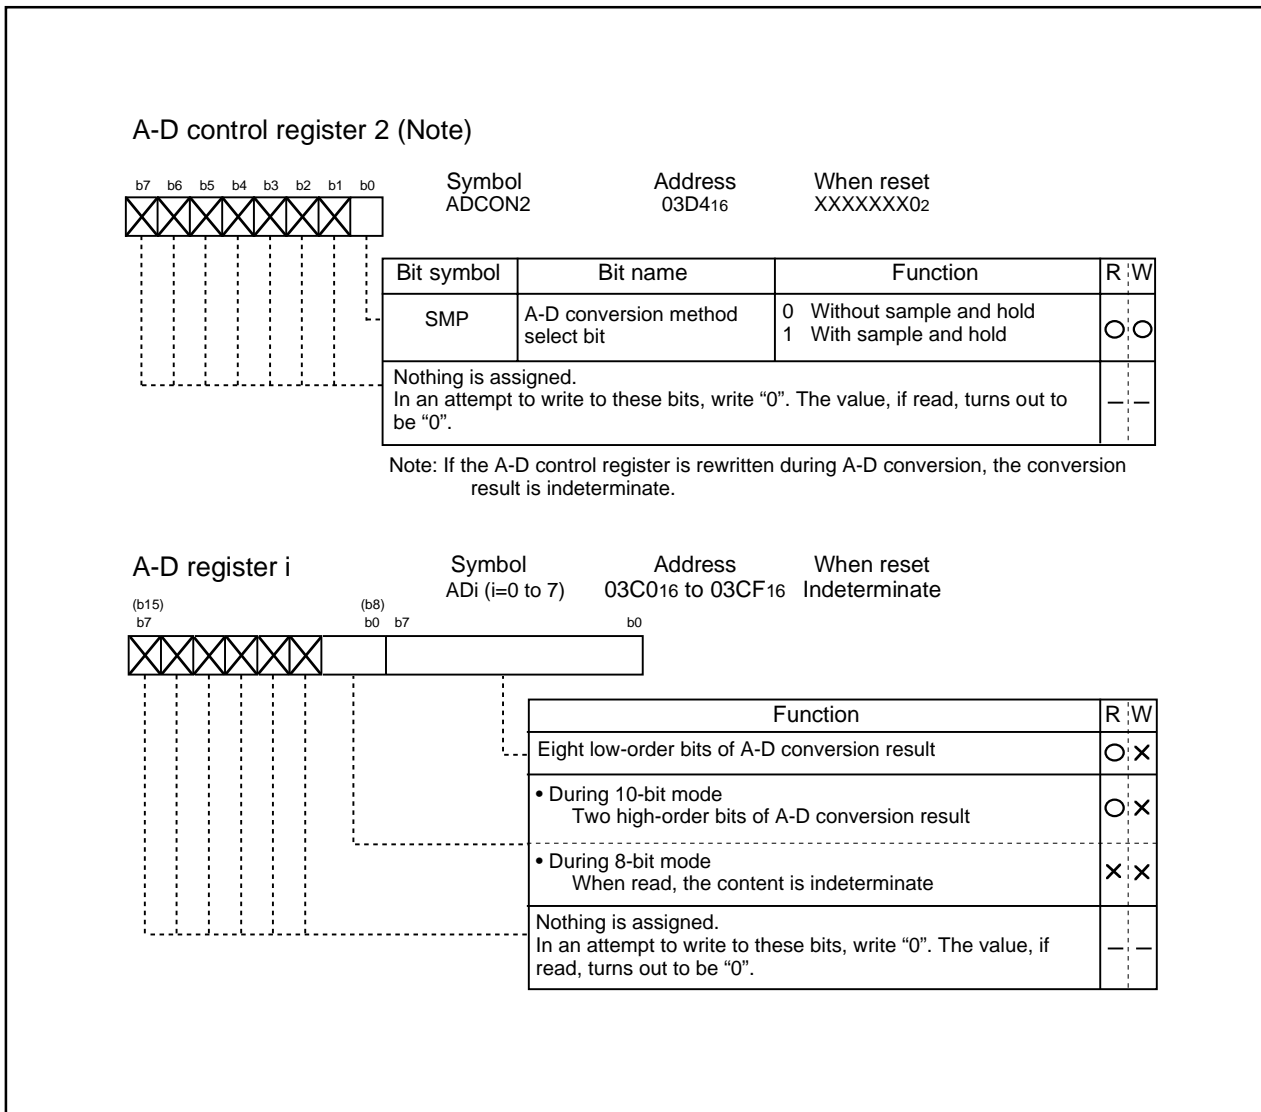 A-D control register 2 (Note)
b7 b6 b5 b4 b3 b2 b1 b0
Symbol Address When reset
ADCON2 03D416 XXXXXXX02
Bit symbol Bit name Function R W
SMP A-D conversion method select bit 0 Without sample and hold
1 With sample and hold
Nothing is assigned.
In an attempt to write to these bits, write “0”. The value, if read, turns out to
be “0”.
Note: If the A-D control register is rewritten during A-D conversion, the conversion
result is indeterminate.
A-D register i
Symbol Address When reset
ADi (i=0 to 7) 03C016 to 03CF16 Indeterminate
(b15) (b8)
b7 b0 b7 b0
Function R W
Eight low-order bits of A-D conversion result
• During 10-bit mode
Two high-order bits of A-D conversion result
• During 8-bit mode
When read, the content is indeterminate
Nothing is assigned.
In an attempt to write to these bits, write “0”. The value, if
read, turns out to be “0”.